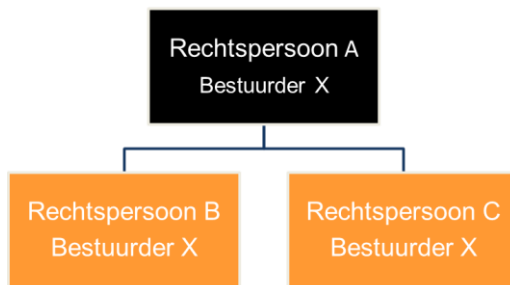 Rechtspersoon A
Bestuurder X
Rechtspersoon B
Bestuurder X
Rechtspersoon C
Bestuurder X